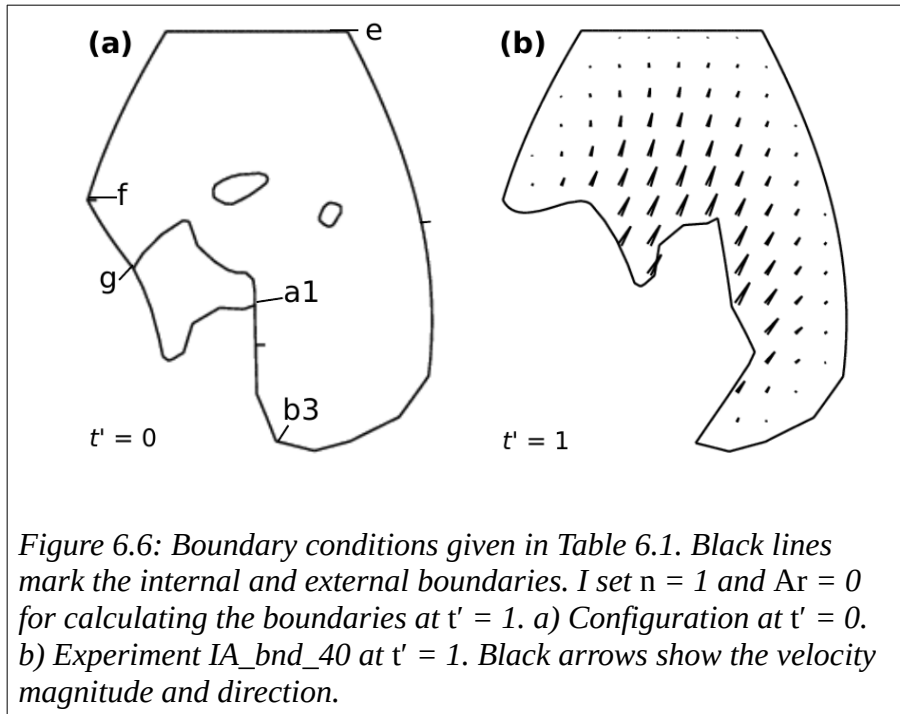 (a)
e
(b)
f
g
a1
b3
t' = 0
t' = 1
Figure 6.6: Boundary conditions given in Table 6.1. Black lines
mark the internal and external boundaries. I set n = 1 and Ar = 0
for calculating the boundaries at t′ = 1. a) Configuration at t′ = 0.
b) Experiment IA_bnd_40 at t′ = 1. Black arrows show the velocity
magnitude and direction.